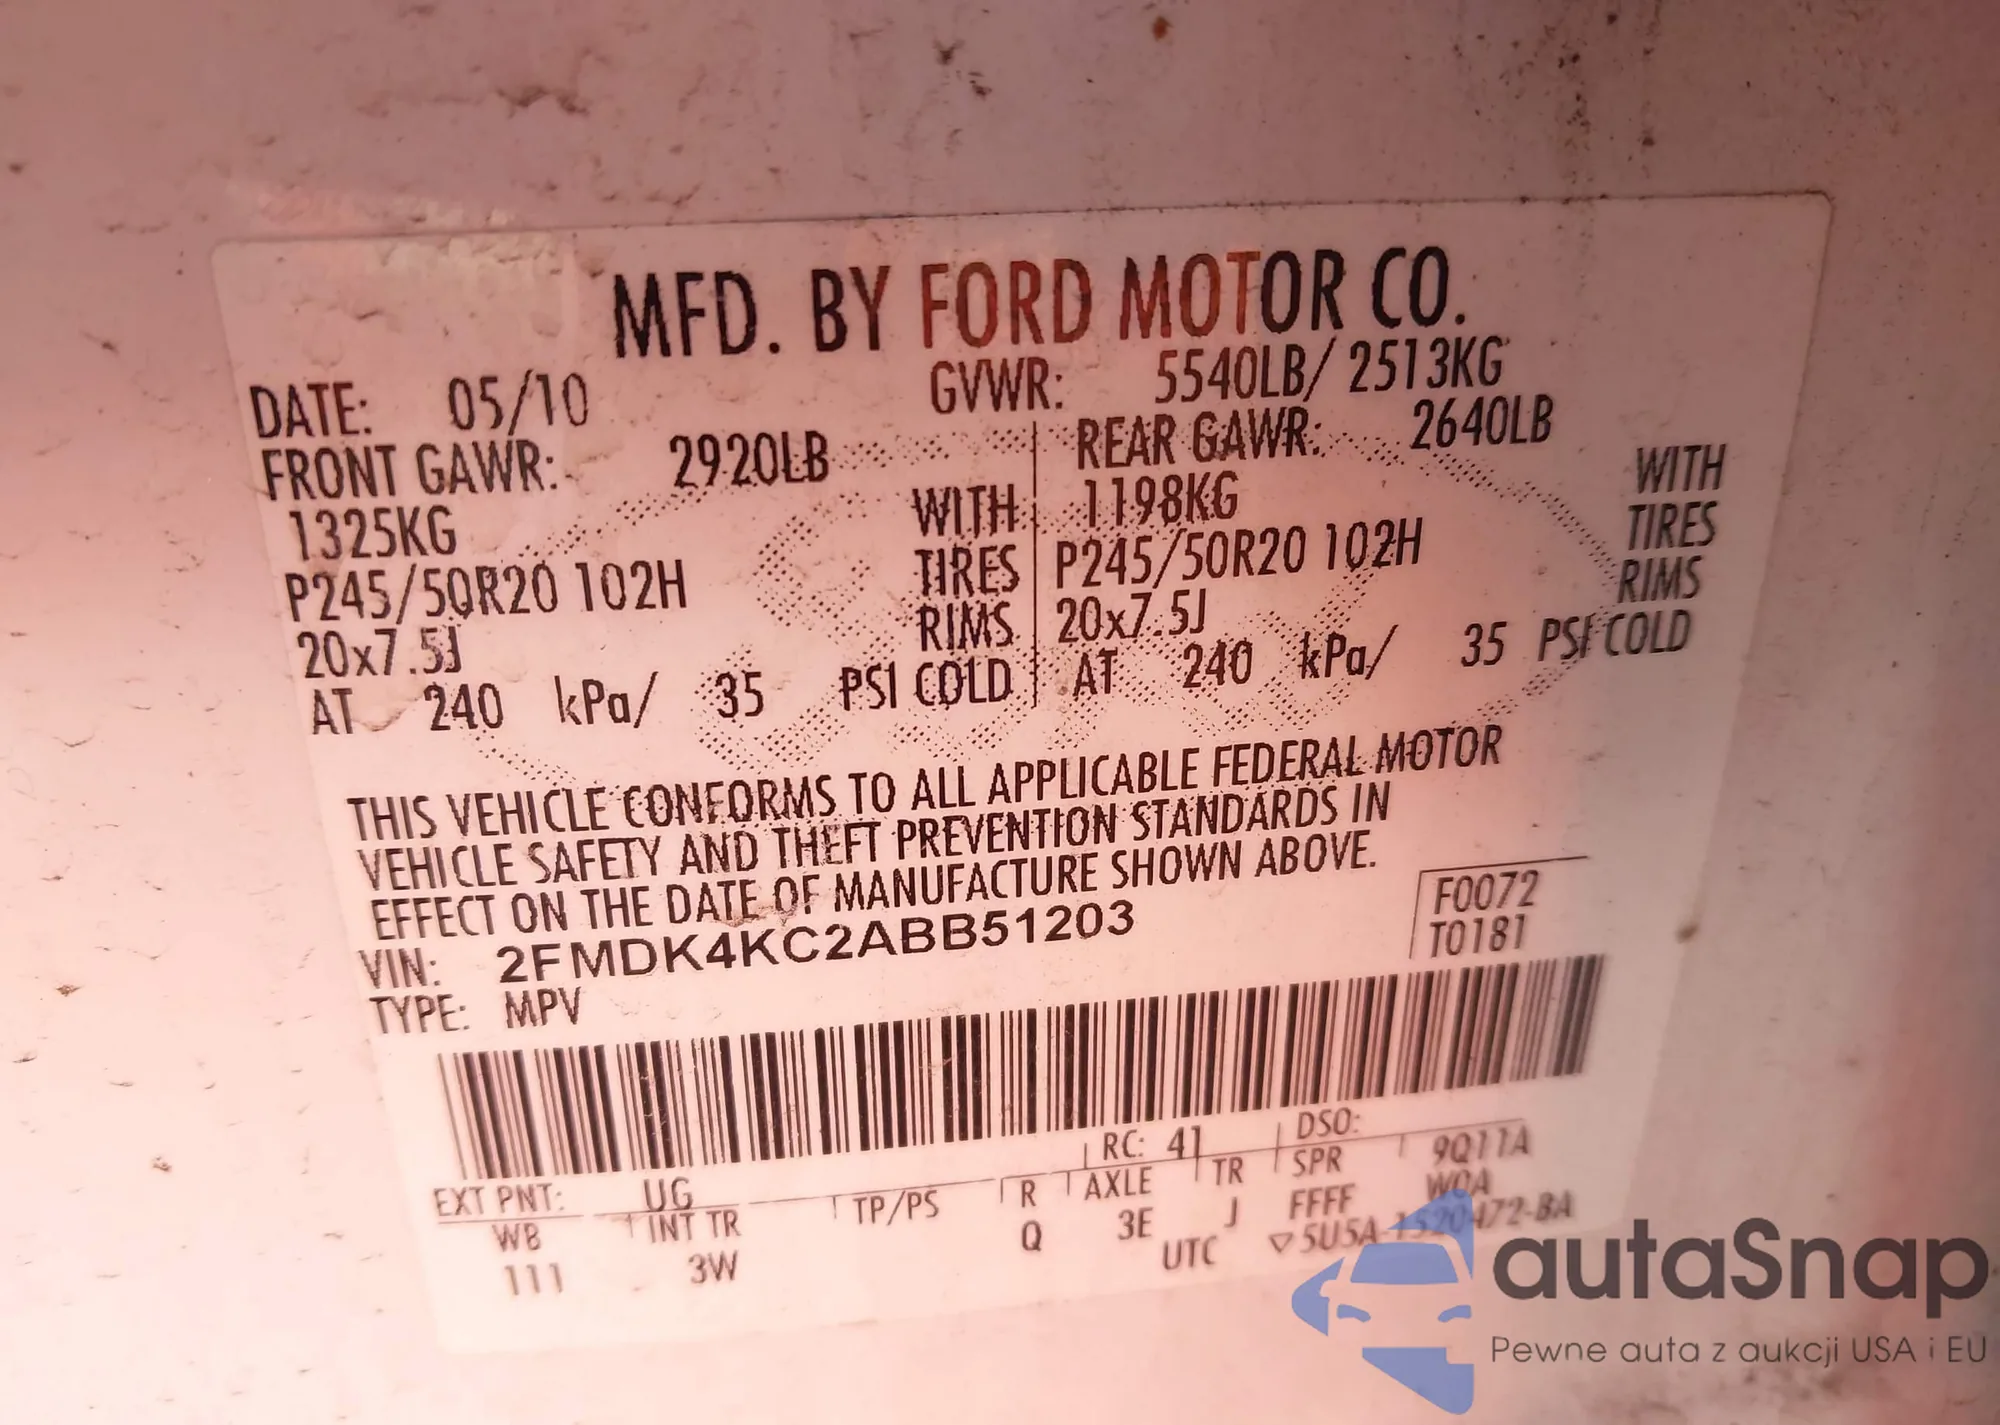 MFD. BY FORD MOTOR CO.
DATE: 05/10 GVWR: 5540LB/ 2513KG
FRONT GAWR: 2920LB REAR GAWR: 2640LB
1325KG WITH 1198KG WITH
P245/50R20 102H TIRES P245/50R20 102H TIRES
20x7.5J RIMS 20x7.5J RIMS
AT 240 kPa/ 35 PSI COLD AT 240 kPa/ 35 PSI COLD
THIS VEHICLE CONFORMS TO ALL APPLICABLE FEDERAL MOTOR
VEHICLE SAFETY AND THEFT PREVENTION STANDARDS IN
EFFECT ON THE DATE OF MANUFACTURE SHOWN ABOVE.
VIN: 2FMDK4KC2ABB51203
F0072
T0181
TYPE: MPV
EXT PNT: UG RC: 41 DSO:
WB INT TR TP/PS R AXLE TR SPR 9Q11A
111 3W Q 3E J FFFF WQA
UTC ▽5U5A-1520472-BA
autaSnap
Pewne auta z aukcji USA i EU